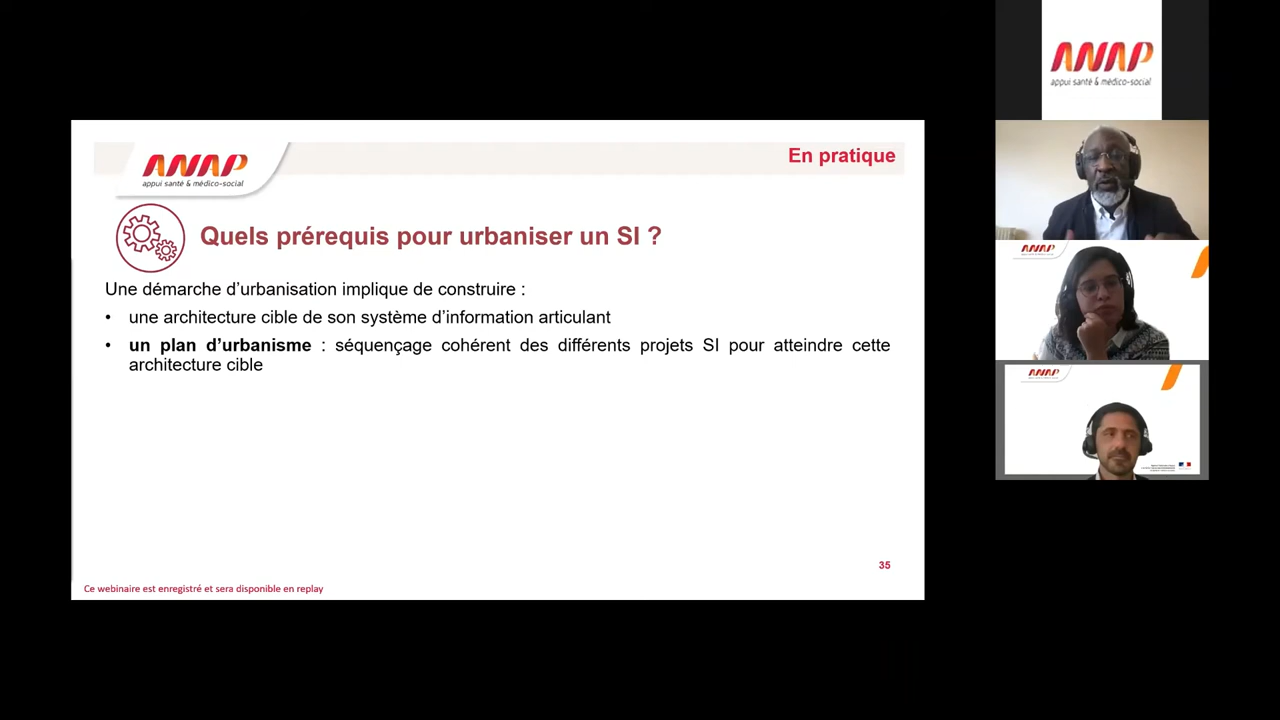 ANAP
appui santé & médico-social
En pratique
Quels prérequis pour urbaniser un SI ?
Une démarche d’urbanisation implique de construire :
• une architecture cible de son système d’information articulant
• un plan d’urbanisme : séquençage cohérent des différents projets SI pour atteindre cette
architecture cible
35
Ce webinaire est enregistré et sera disponible en replay
ANAP
appui santé & médico-social
ANAP
ANAP